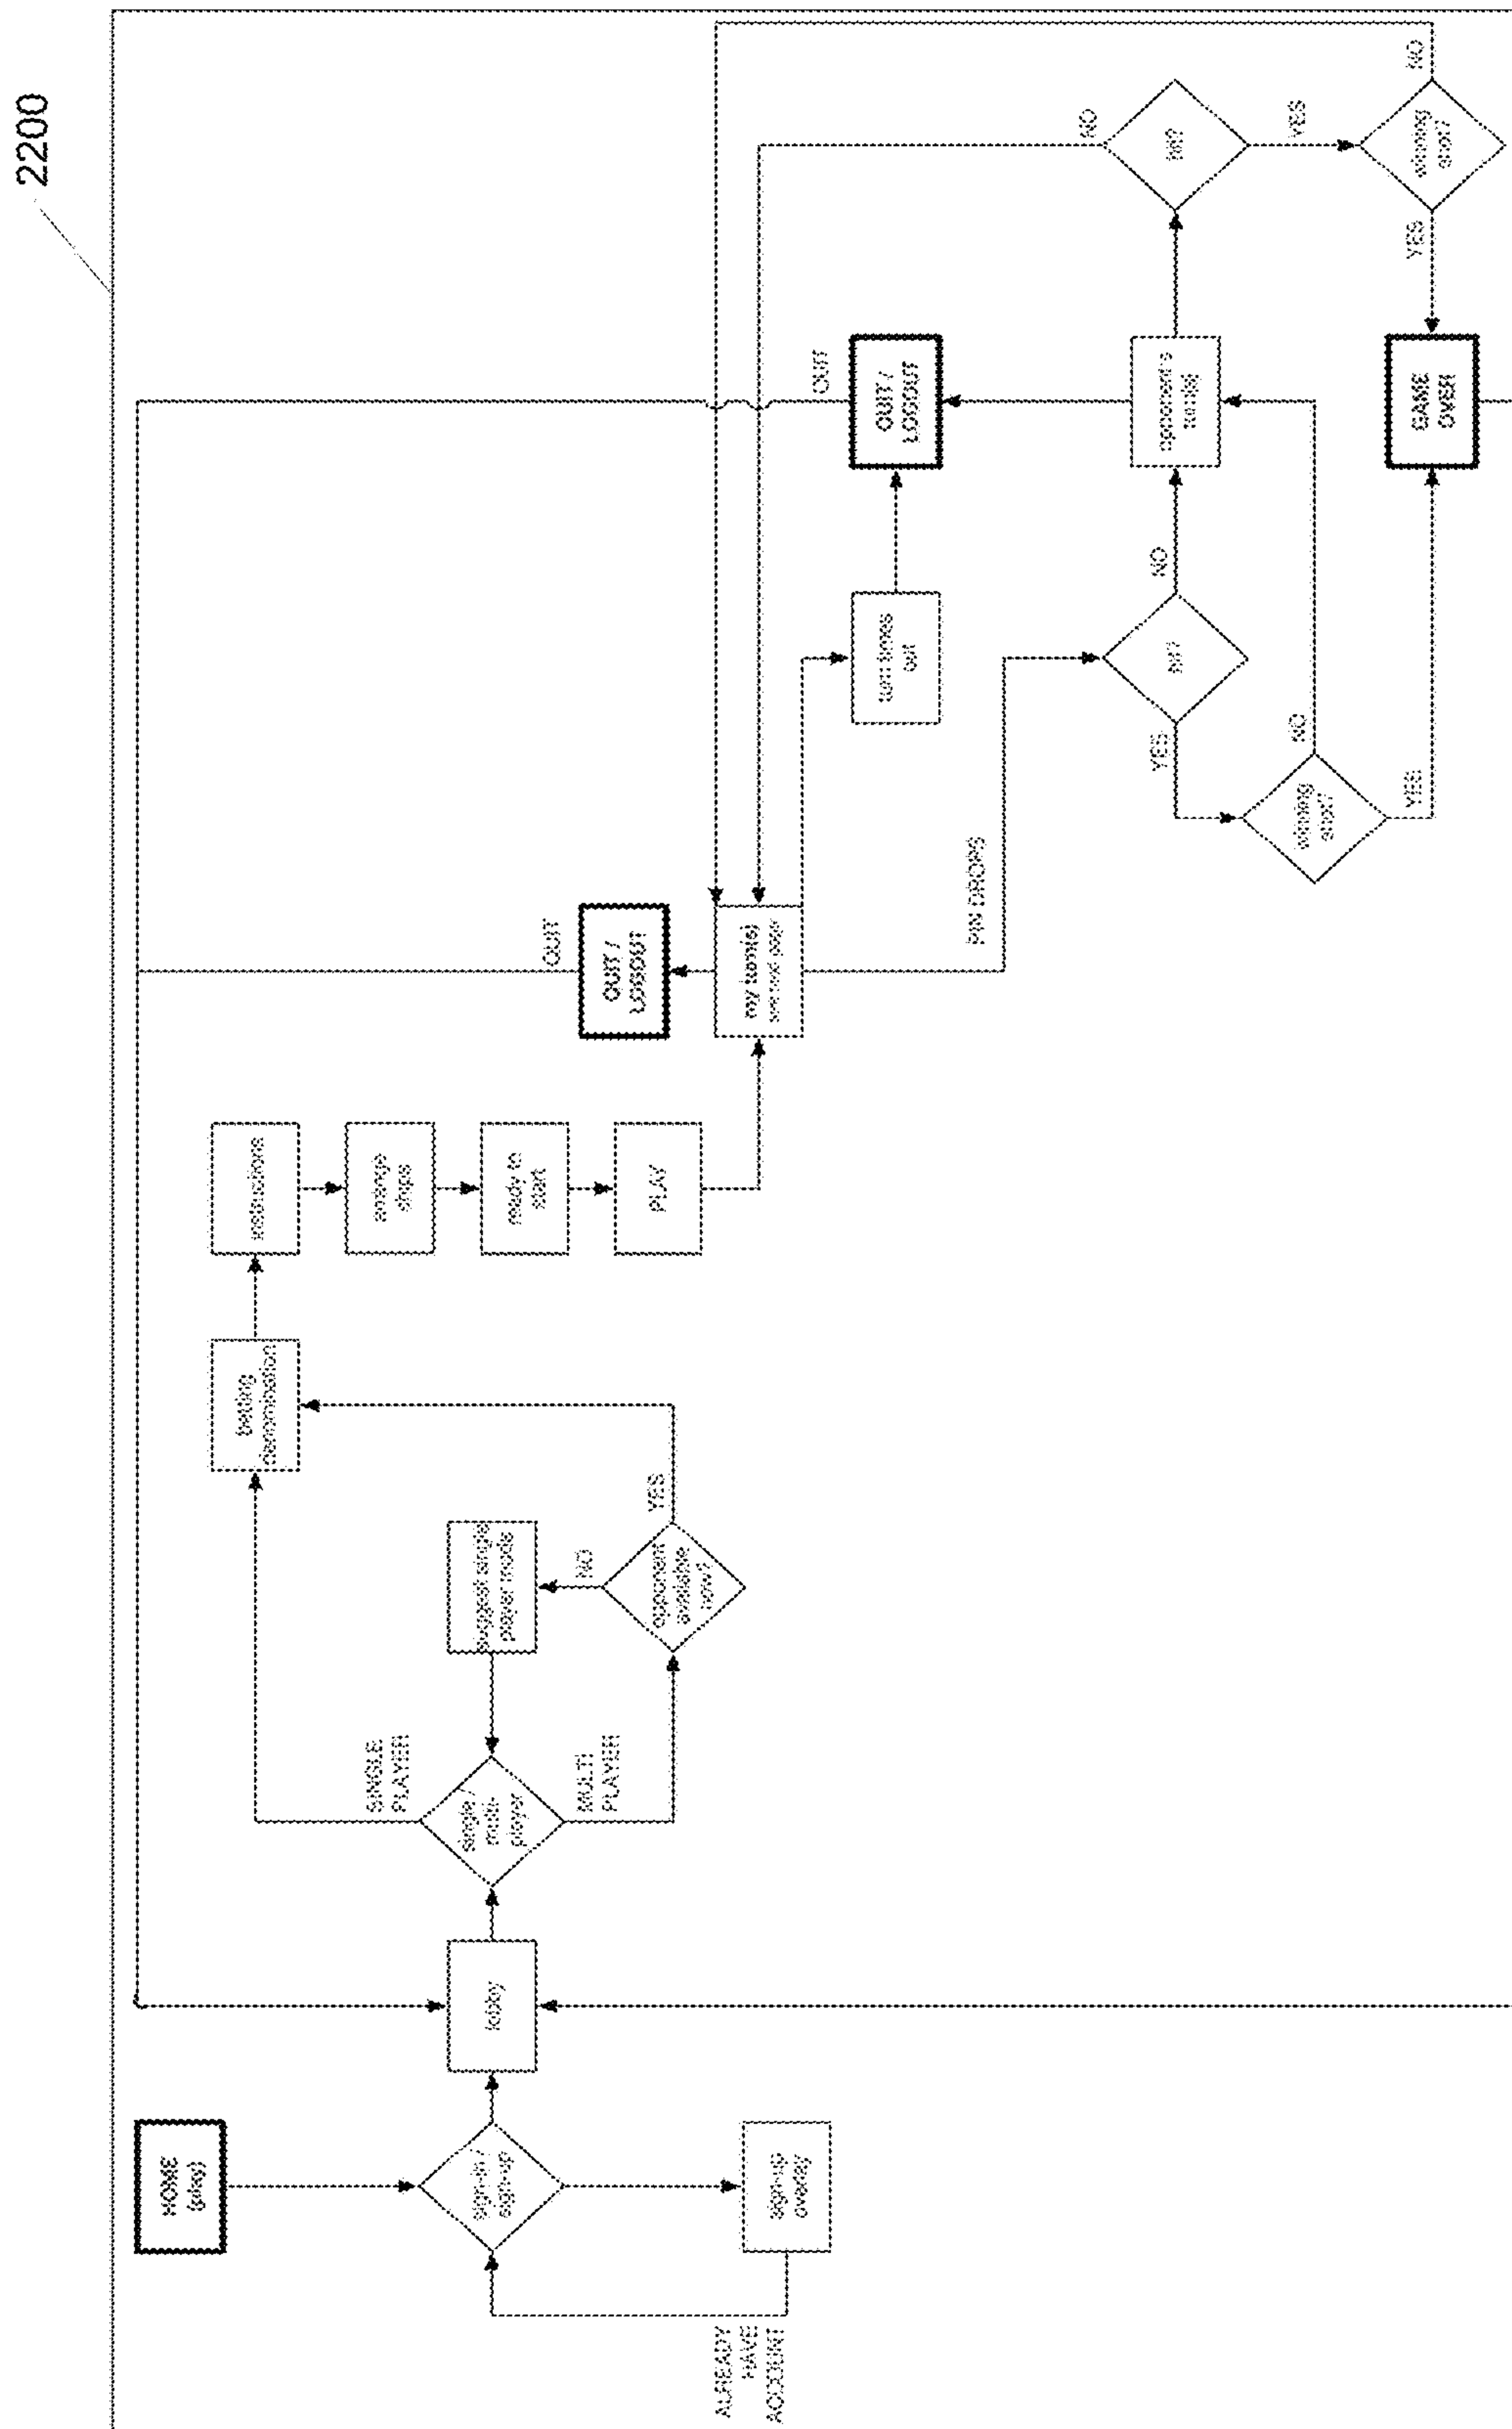 2200
HOME
(play)
sign-in /
sign-up
sign-up
overlay
ALREADY
HAVE
ACCOUNT
lobby
single /
multi-
player
SINGLE
PLAYER
MULTI
PLAYER
suggest single
player mode
NO
opponent
available
now?
YES
betting
denomination
instructions
arrange
ships
ready to
start
PLAY
QUIT
QUIT /
LOGOUT
my turn(s)
see next page
PIN DROPS
turn times
out
QUIT
QUIT /
LOGOUT
hit?
NO
YES
winning
shot?
NO
YES
opponent's
turn(s)
hit?
NO
YES
winning
shot?
NO
YES
GAME
OVER